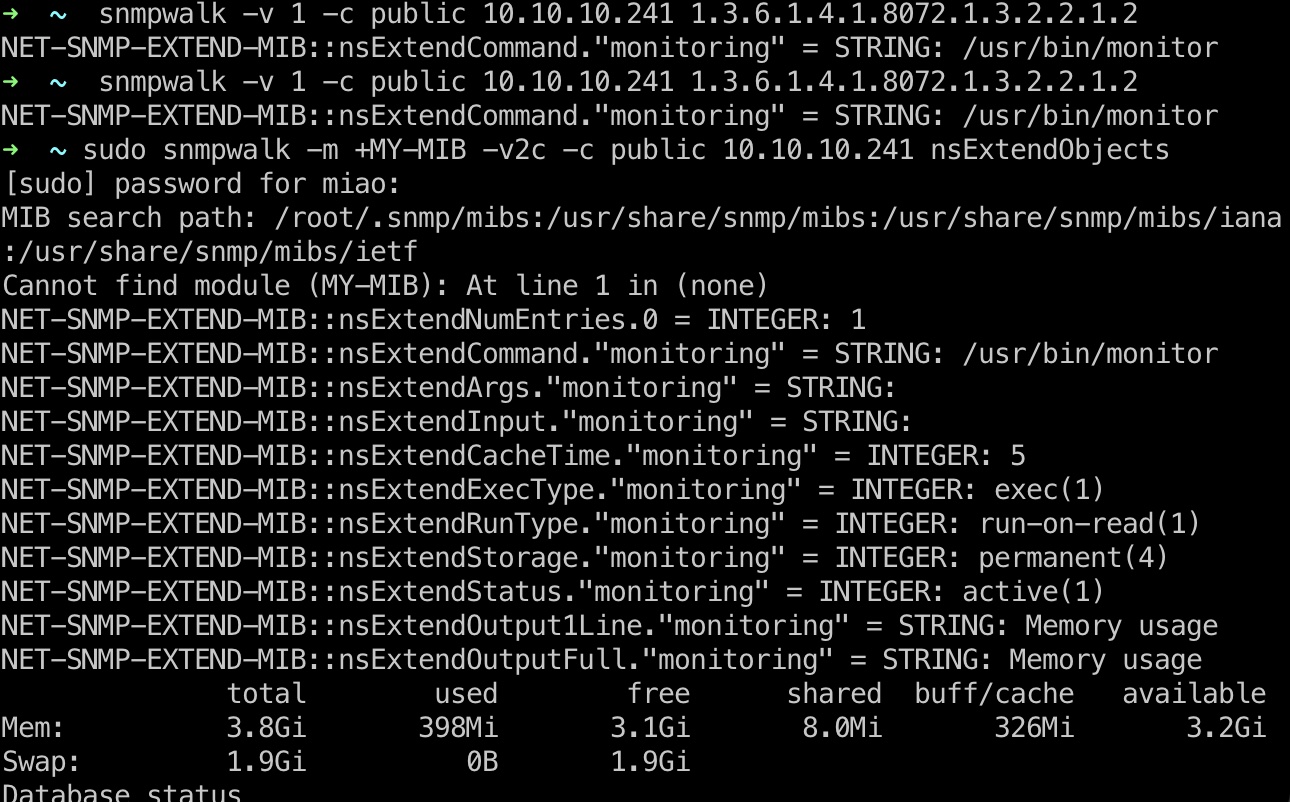 ➜  ~  snmpwalk -v 1 -c public 10.10.10.241 1.3.6.1.4.1.8072.1.3.2.2.1.2
NET-SNMP-EXTEND-MIB::nsExtendCommand."monitoring" = STRING: /usr/bin/monitor
➜  ~  snmpwalk -v 1 -c public 10.10.10.241 1.3.6.1.4.1.8072.1.3.2.2.1.2
NET-SNMP-EXTEND-MIB::nsExtendCommand."monitoring" = STRING: /usr/bin/monitor
➜  ~ sudo snmpwalk -m +MY-MIB -v2c -c public 10.10.10.241 nsExtendObjects
[sudo] password for miao:
MIB search path: /root/.snmp/mibs:/usr/share/snmp/mibs:/usr/share/snmp/mibs/iana
:/usr/share/snmp/mibs/ietf
Cannot find module (MY-MIB): At line 1 in (none)
NET-SNMP-EXTEND-MIB::nsExtendNumEntries.0 = INTEGER: 1
NET-SNMP-EXTEND-MIB::nsExtendCommand."monitoring" = STRING: /usr/bin/monitor
NET-SNMP-EXTEND-MIB::nsExtendArgs."monitoring" = STRING:
NET-SNMP-EXTEND-MIB::nsExtendInput."monitoring" = STRING:
NET-SNMP-EXTEND-MIB::nsExtendCacheTime."monitoring" = INTEGER: 5
NET-SNMP-EXTEND-MIB::nsExtendExecType."monitoring" = INTEGER: exec(1)
NET-SNMP-EXTEND-MIB::nsExtendRunType."monitoring" = INTEGER: run-on-read(1)
NET-SNMP-EXTEND-MIB::nsExtendStorage."monitoring" = INTEGER: permanent(4)
NET-SNMP-EXTEND-MIB::nsExtendStatus."monitoring" = INTEGER: active(1)
NET-SNMP-EXTEND-MIB::nsExtendOutput1Line."monitoring" = STRING: Memory usage
NET-SNMP-EXTEND-MIB::nsExtendOutputFull."monitoring" = STRING: Memory usage
              total        used        free      shared  buff/cache   available
Mem:          3.8Gi       398Mi       3.1Gi       8.0Mi       326Mi       3.2Gi
Swap:         1.9Gi          0B       1.9Gi
Database status